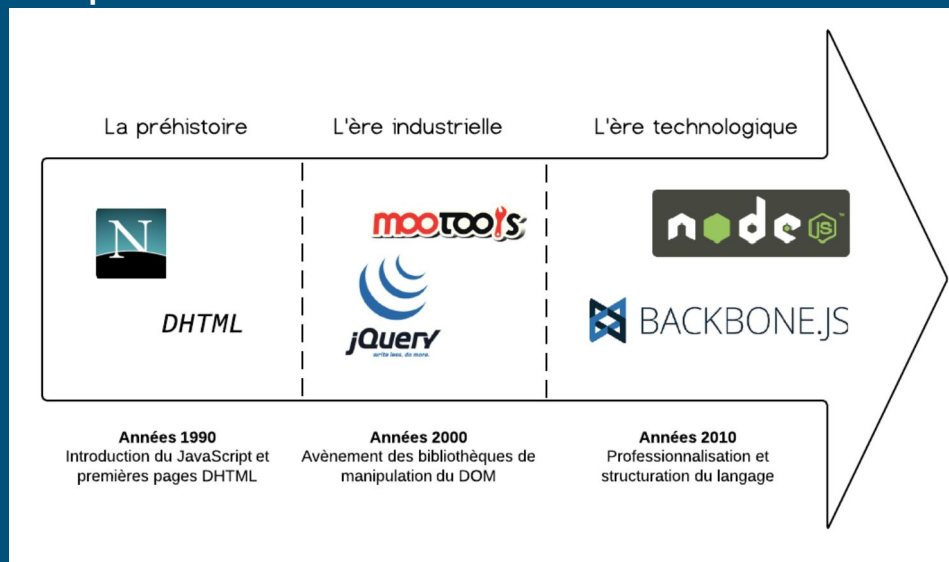 La préhistoire
L'ère industrielle
L'ère technologique
N
mootools
node JS™
jQuery
write less, do more.
DHTML
BACKBONE.JS
Années 1990
Introduction du JavaScript et
premières pages DHTML
Années 2000
Avènement des bibliothèques de
manipulation du DOM
Années 2010
Professionnalisation et
structuration du langage